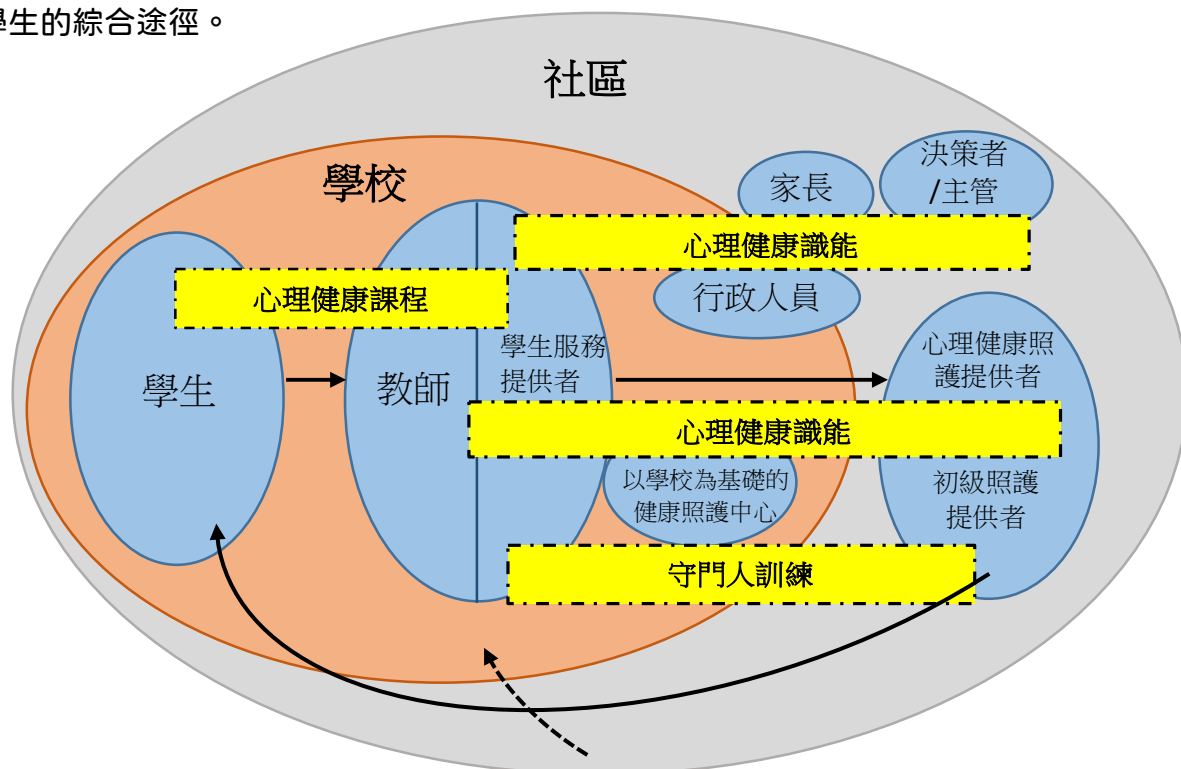 學生的綜合途徑。
社區
學校
家長
決策者
/主管
心理健康識能
心理健康課程
行政人員
學生
教師
學生服務
提供者
心理健康照
護提供者
心理健康識能
以學校為基礎的
健康照護中心
初級照護
提供者
守門人訓練